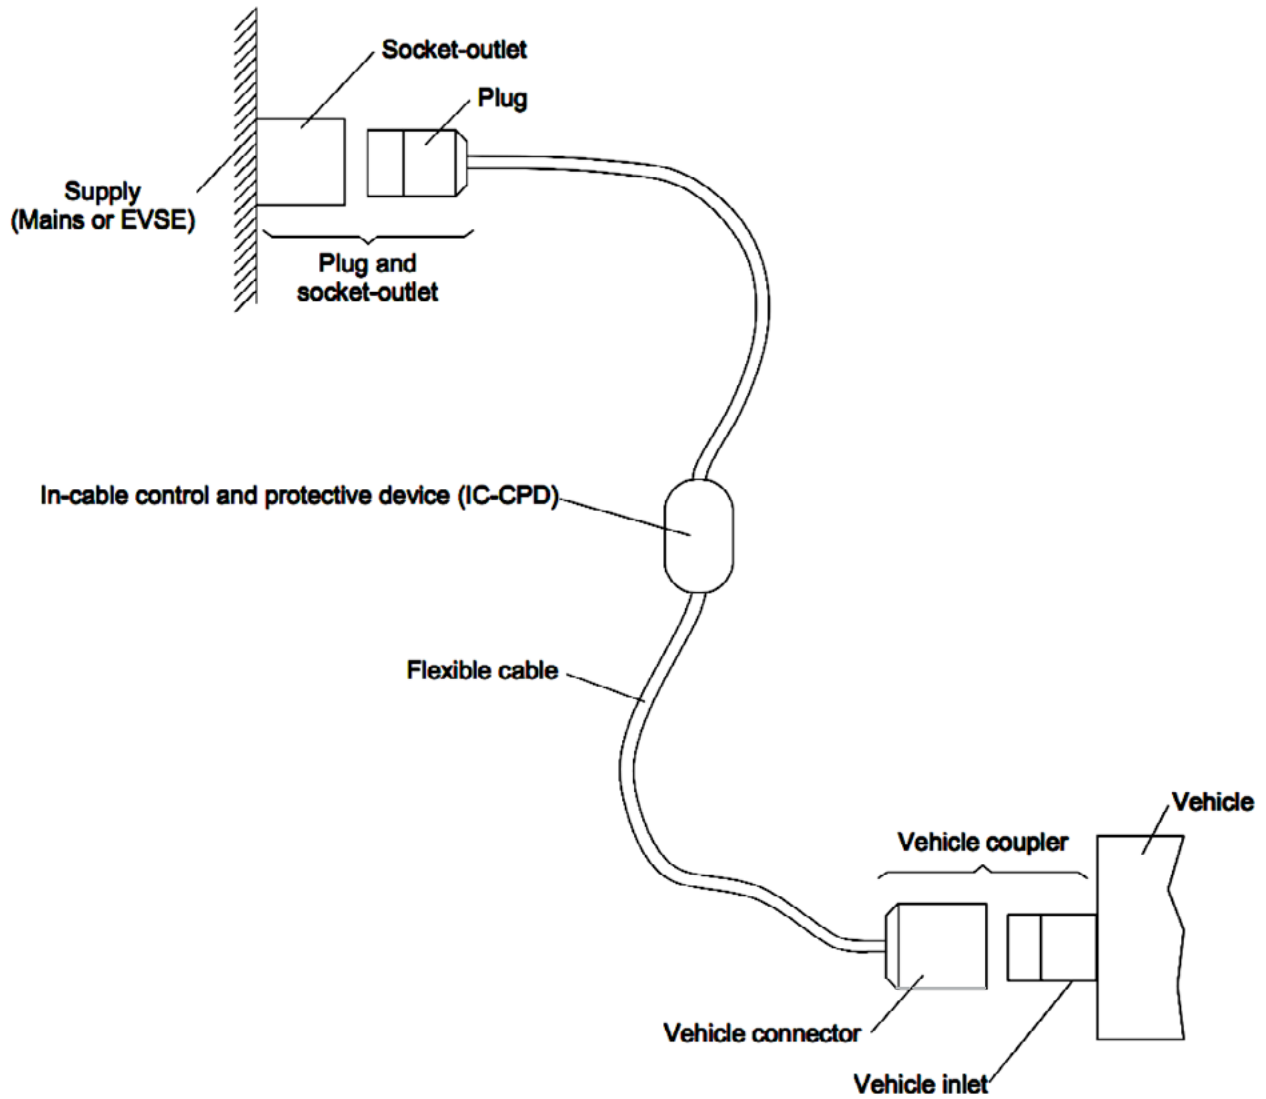 Socket-outlet
Plug
Supply
(Mains or EVSE)
Plug and
socket-outlet
In-cable control and protective device (IC-CPD)
Flexible cable
Vehicle
Vehicle coupler
Vehicle connector
Vehicle inlet